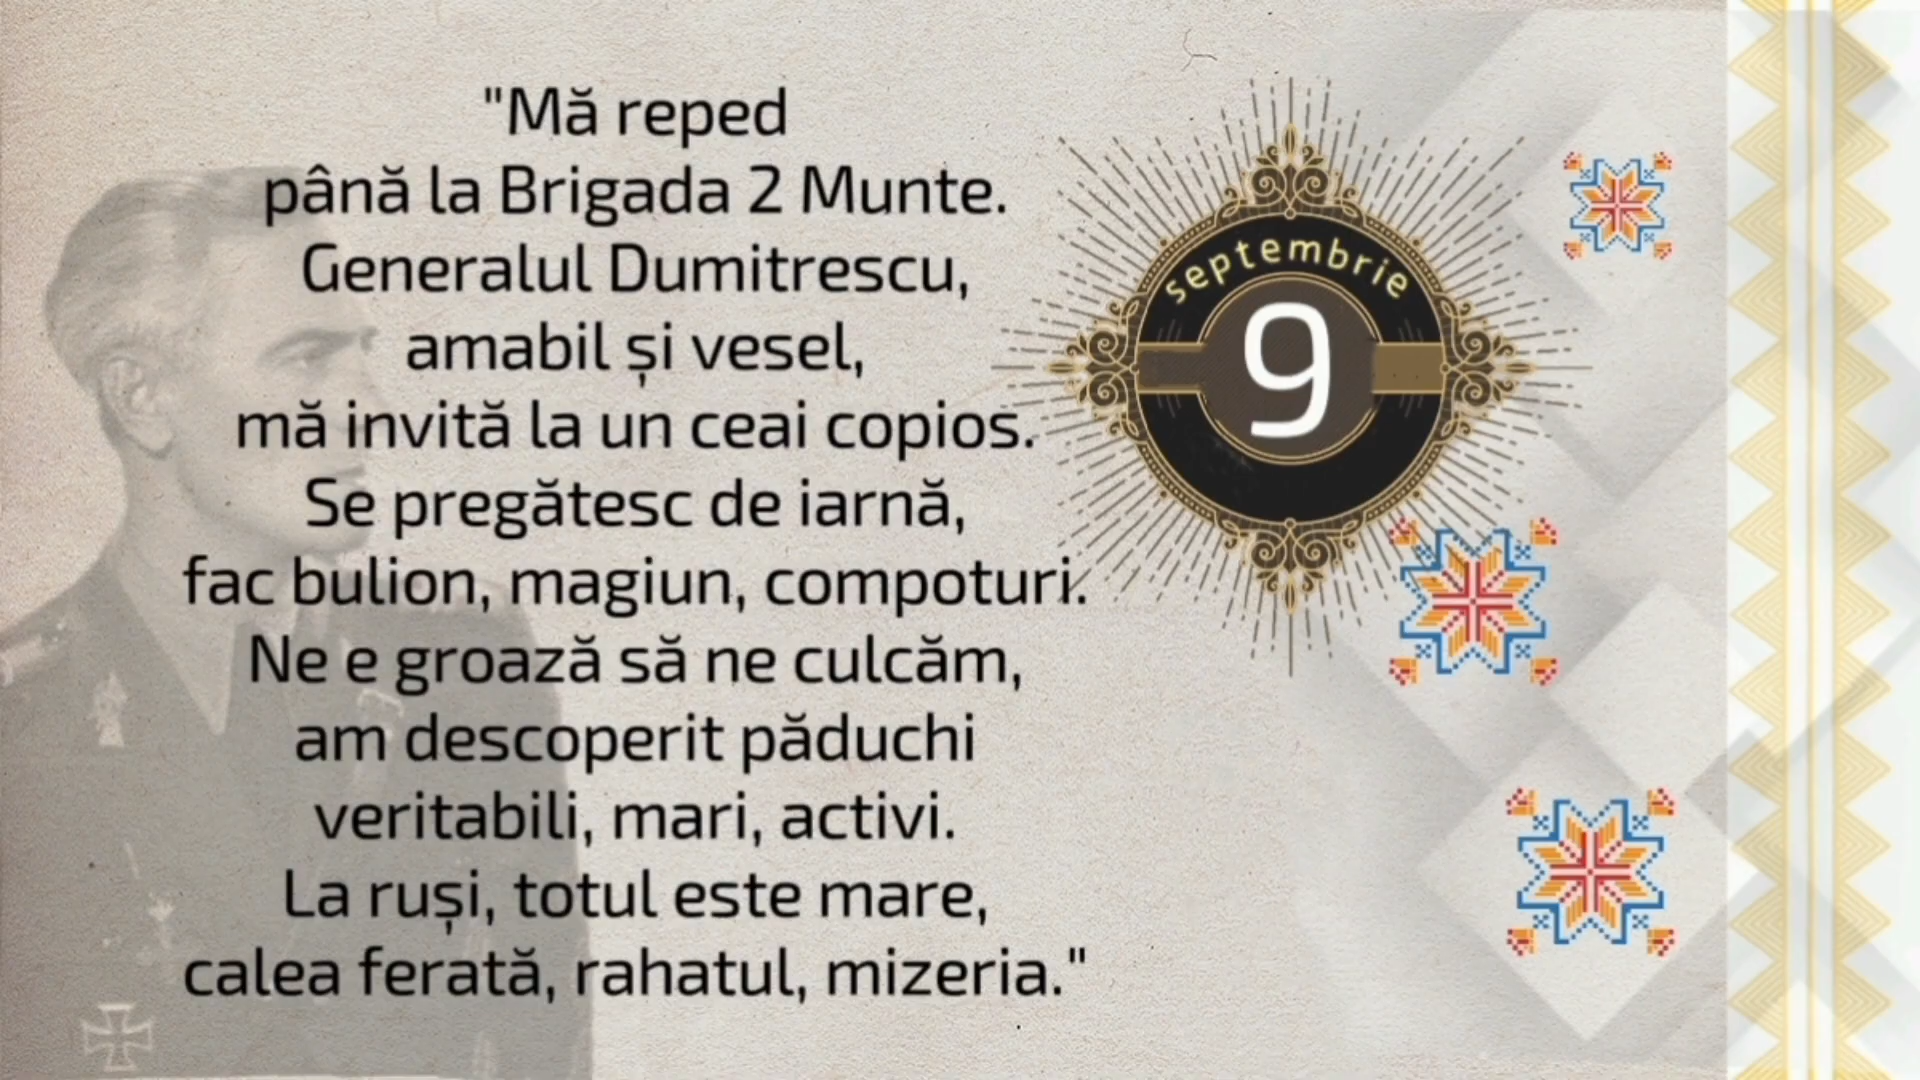 "Mă reped
până la Brigada 2 Munte.
Generalul Dumitrescu,
amabil și vesel,
mă invită la un ceai copios.
Se pregătesc de iarnă,
fac bulion, magiun, compoturi.
Ne e groază să ne culcăm,
am descoperit păduchi
veritabili, mari, activi.
La ruși, totul este mare,
calea ferată, rahatul, mizeria."
septembrie
9